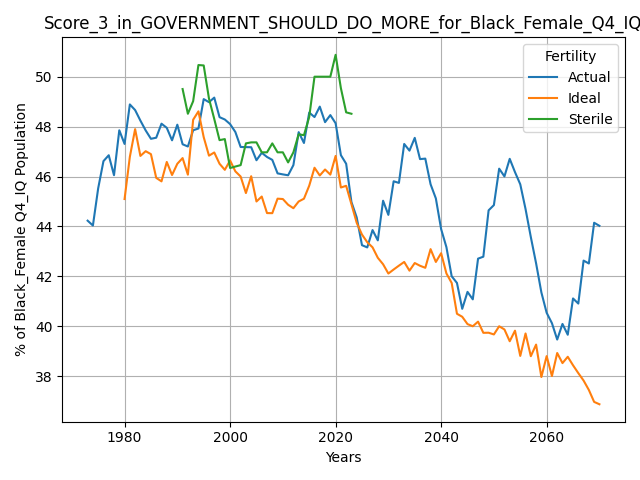 Score_3_in_GOVERNMENT_SHOULD_DO_MORE_for_Black_Female_Q4_IQ
Fertility
Actual
Ideal
Sterile
% of Black_Female Q4_IQ Population
50
48
46
44
42
40
38
1980
2000
2020
2040
2060
Years